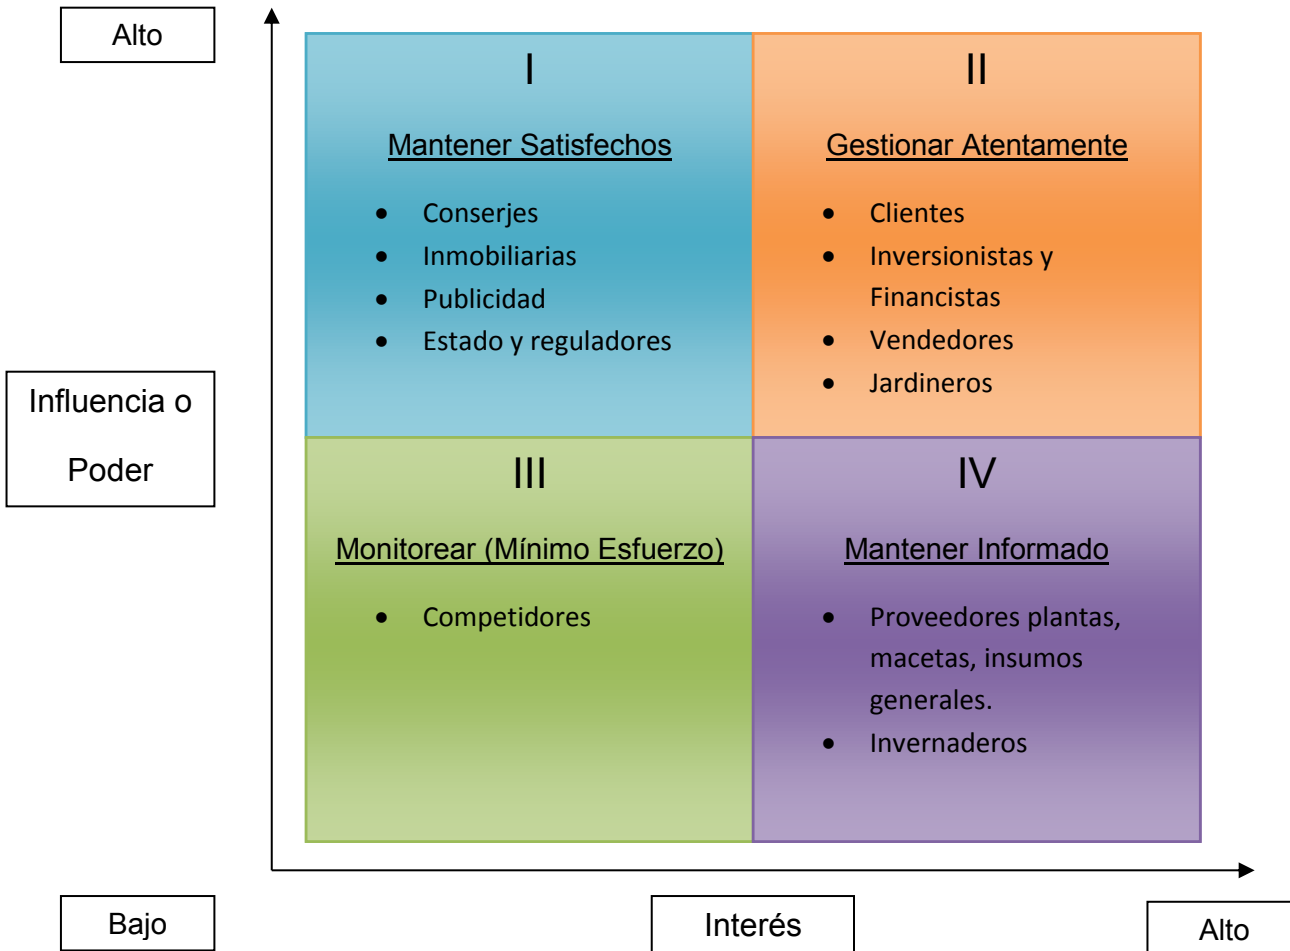 Alto
I
Mantener Satisfechos
• Conserjes
• Inmobiliarias
• Publicidad
• Estado y reguladores
II
Gestionar Atentamente
• Clientes
• Inversionistas y
Financistas
• Vendedores
• Jardineros
Influencia o
Poder
III
Monitorear (Mínimo Esfuerzo)
• Competidores
IV
Mantener Informado
• Proveedores plantas,
macetas, insumos
generales.
• Invernaderos
Bajo
Interés
Alto